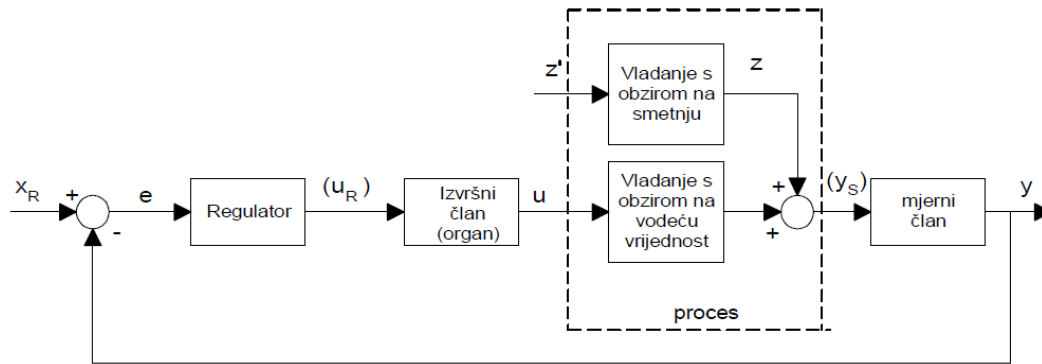 z'
Vladanje s
obzirom na
smetnju
z
x_R
+
-
e
Regulator
(u_R)
Izvršni
član
(organ)
u
Vladanje s
obzirom na
vodeću
vrijednost
+
+
(y_S)
mjerni
član
y
proces